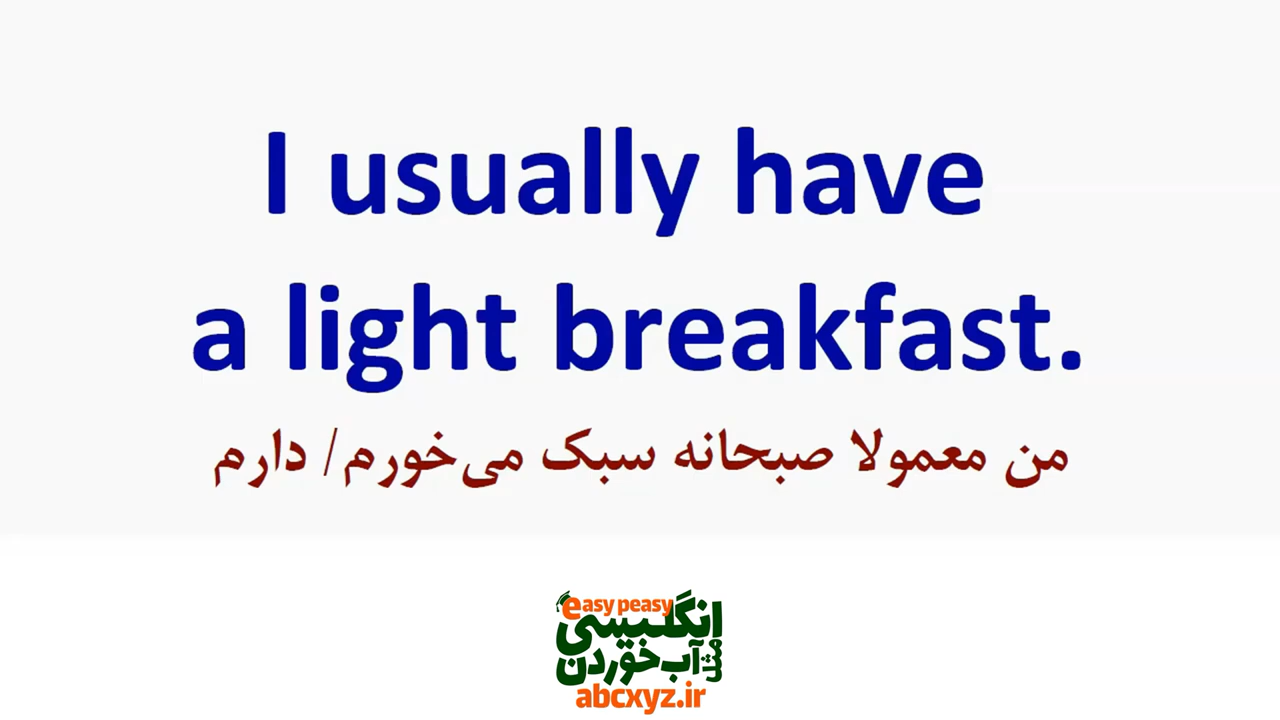 I usually have
a light breakfast.
من معمولا صبحانه سبک می‌خورم/ دارم
easy peasy
انگلیسی
مثل آب خوردن
abcxyz.ir